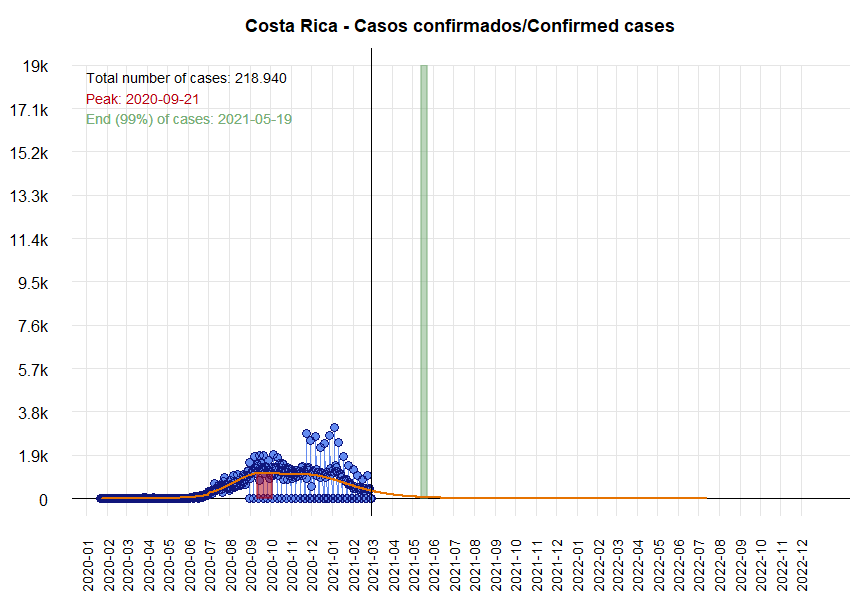 Costa Rica - Casos confirmados/Confirmed cases
19k
Total number of cases: 218.940
Peak: 2020-09-21
17.1k
End (99%) of cases: 2021-05-19
15.2k
13.3k
11.4k
9.5k
7.6k
5.7k
3.8k
1.9k
0
2020-01
2020-02
2020-03
2020-04
2020-05
2020-06
2020-07
2020-08
2020-09
2020-10
2020-11
2020-12
2021-01
2021-02
2021-03
2021-04
2021-05
2021-06
2021-07
2021-08
2021-09
2021-10
2021-11
2021-12
2022-01
2022-02
2022-03
2022-04
2022-05
2022-06
2022-07
2022-08
2022-09
2022-10
2022-11
2022-12